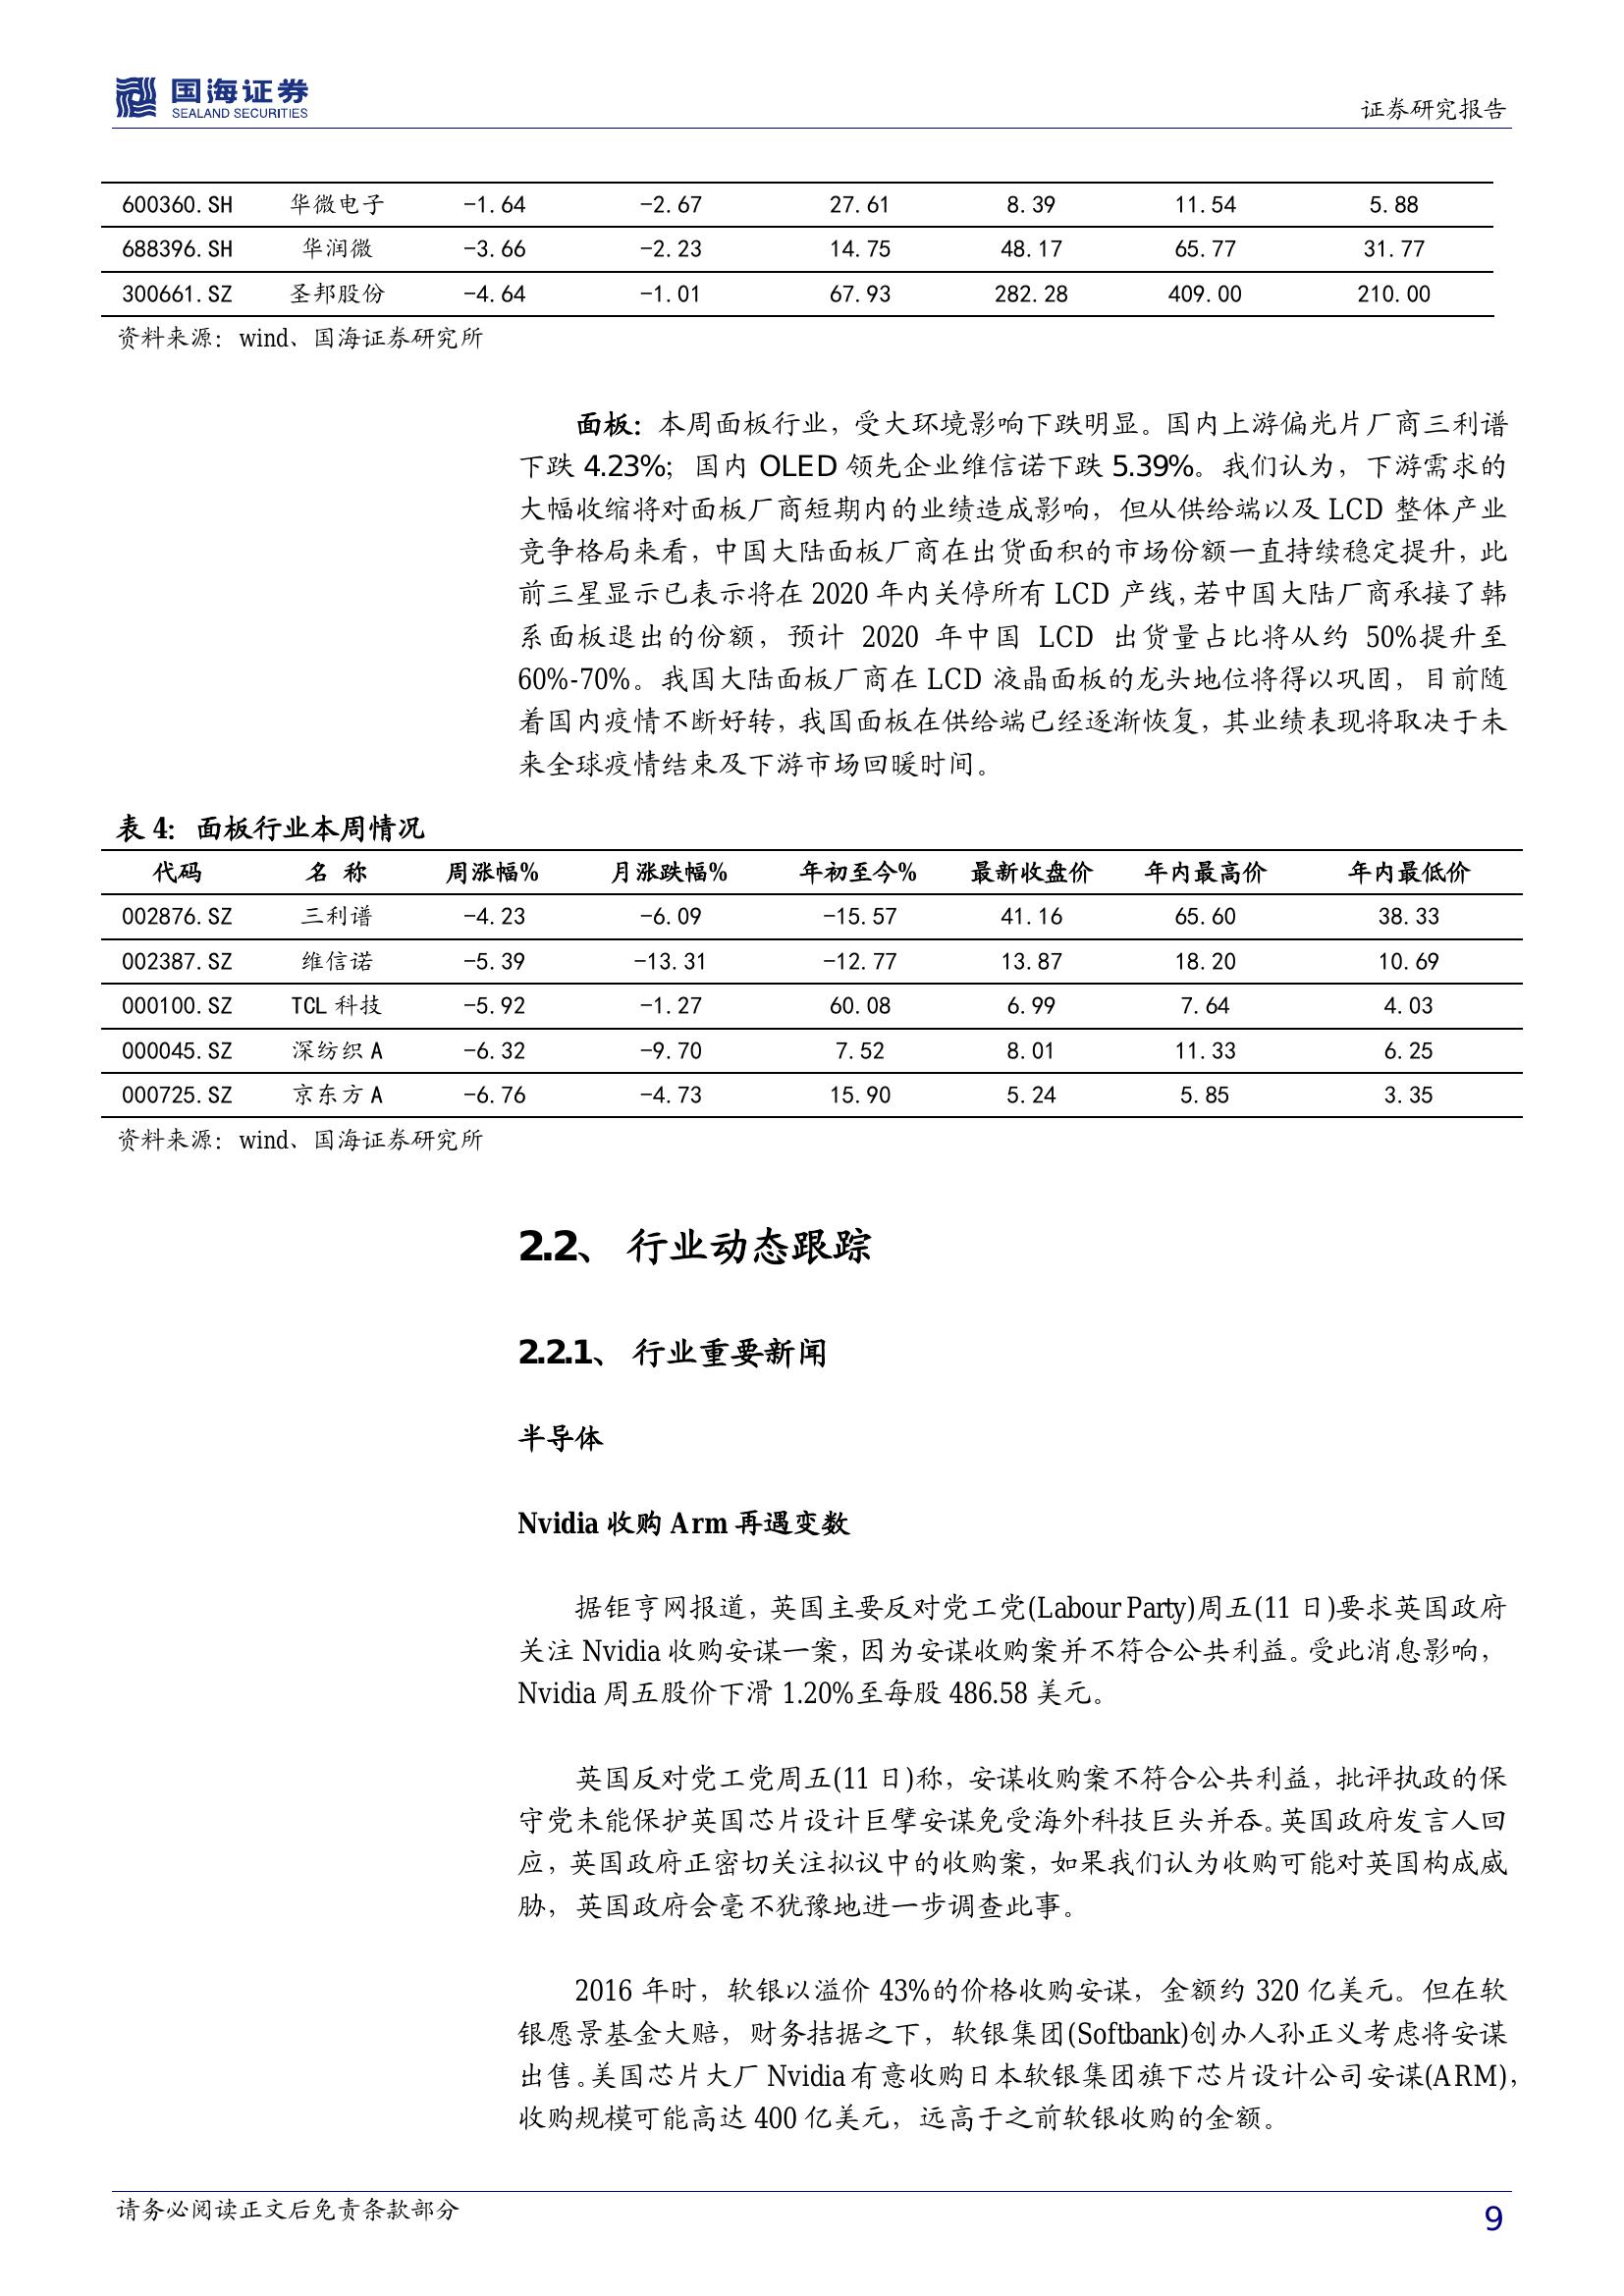 国海证券
SEALAND SECURITIES
证券研究报告
600360.SH 华微电子 -1.64 -2.67 27.61 8.39 11.54 5.88
688396.SH 华润微 -3.66 -2.23 14.75 48.17 65.77 31.77
300661.SZ 圣邦股份 -4.64 -1.01 67.93 282.28 409.00 210.00
资料来源：wind、国海证券研究所
面板：本周面板行业，受大环境影响下跌明显。国内上游偏光片厂商三利谱
下跌 4.23%；国内 OLED 领先企业维信诺下跌 5.39%。我们认为，下游需求的
大幅收缩将对面板厂商短期内的业绩造成影响，但从供给端以及 LCD 整体产业
竞争格局来看，中国大陆面板厂商在出货面积的市场份额一直持续稳定提升，此
前三星显示已表示将在 2020 年内关停所有 LCD 产线，若中国大陆厂商承接了韩
系面板退出的份额，预计 2020 年中国 LCD 出货量占比将从约 50%提升至
60%-70%。我国大陆面板厂商在 LCD 液晶面板的龙头地位将得以巩固，目前随
着国内疫情不断好转，我国面板在供给端已经逐渐恢复，其业绩表现将取决于未
来全球疫情结束及下游市场回暖时间。
表 4：面板行业本周情况
代码 名 称 周涨幅% 月涨跌幅% 年初至今% 最新收盘价 年内最高价 年内最低价
002876.SZ 三利谱 -4.23 -6.09 -15.57 41.16 65.60 38.33
002387.SZ 维信诺 -5.39 -13.31 -12.77 13.87 18.20 10.69
000100.SZ TCL 科技 -5.92 -1.27 60.08 6.99 7.64 4.03
000045.SZ 深纺织 A -6.32 -9.70 7.52 8.01 11.33 6.25
000725.SZ 京东方 A -6.76 -4.73 15.90 5.24 5.85 3.35
资料来源：wind、国海证券研究所
2.2、 行业动态跟踪
2.2.1、 行业重要新闻
半导体
Nvidia 收购 Arm 再遇变数
据钜亨网报道，英国主要反对党工党(Labour Party)周五(11 日)要求英国政府
关注 Nvidia 收购安谋一案，因为安谋收购案并不符合公共利益。受此消息影响，
Nvidia 周五股价下滑 1.20%至每股 486.58 美元。
英国反对党工党周五(11 日)称，安谋收购案不符合公共利益，批评执政的保
守党未能保护英国芯片设计巨擘安谋免受海外科技巨头并吞。英国政府发言人回
应，英国政府正密切关注拟议中的收购案，如果我们认为收购可能对英国构成威
胁，英国政府会毫不犹豫地进一步调查此事。
2016 年时，软银以溢价 43%的价格收购安谋，金额约 320 亿美元。但在软
银愿景基金大赔，财务拮据之下，软银集团(Softbank)创办人孙正义考虑将安谋
出售。美国芯片大厂 Nvidia 有意收购日本软银集团旗下芯片设计公司安谋(ARM)，
收购规模可能高达 400 亿美元，远高于之前软银收购的金额。
请务必阅读正文后免责条款部分
9